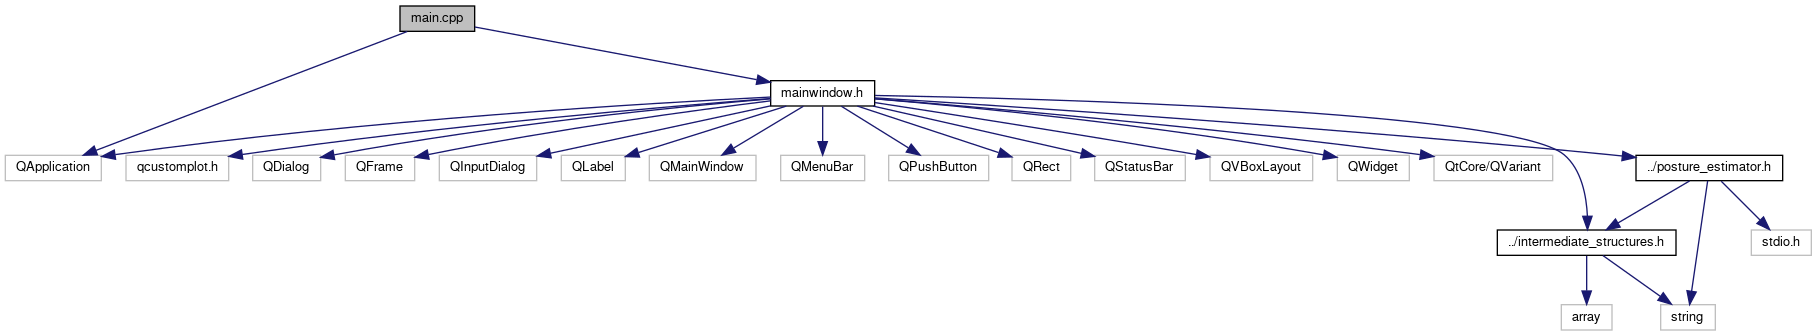 main.cpp
mainwindow.h
QApplication
qcustomplot.h
QDialog
QFrame
QInputDialog
QLabel
QMainWindow
QMenuBar
QPushButton
QRect
QStatusBar
QVBoxLayout
QWidget
QtCore/QVariant
../posture_estimator.h
../intermediate_structures.h
stdio.h
array
string